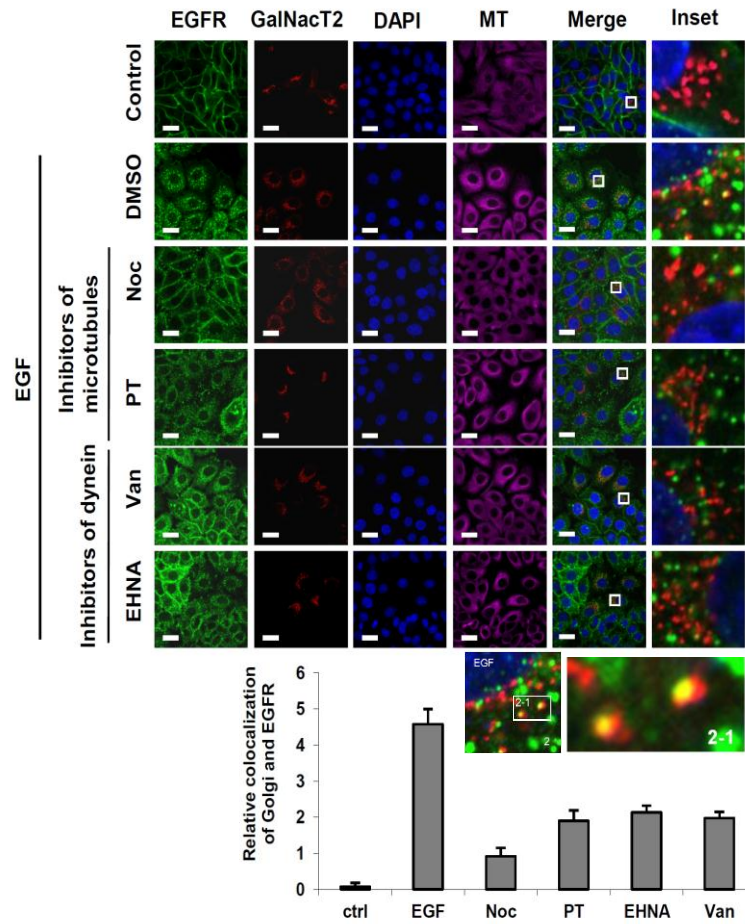 EGFR GalNacT2 DAPI MT Merge Inset
Control
EGF
DMSO
Inhibitors of
microtubules
Noc
PT
Inhibitors of dynein
Van
EHNA
EGF
2-1
2
2-1
Relative colocalization
of Golgi and EGFR
6
5
4
3
2
1
0
ctrl EGF Noc PT EHNA Van